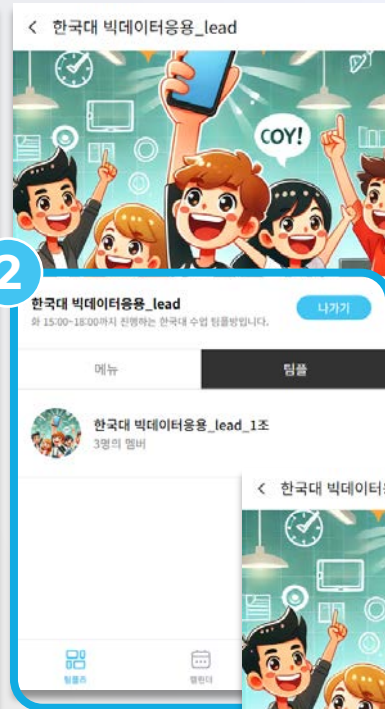 한국대 빅데이터응용_lead
COY!
2
한국대 빅데이터응용_lead
나가기
화 15:00~18:00까지 진행하는 한국대 수업 팀플방입니다.
메뉴
팀플
한국대 빅데이터응용_lead_1조
3명의 멤버
한국대 빅데이터
팀플러
캘린더